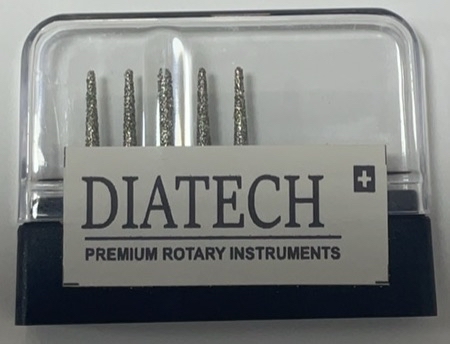 DIATECH
PREMIUM ROTARY INSTRUMENTS